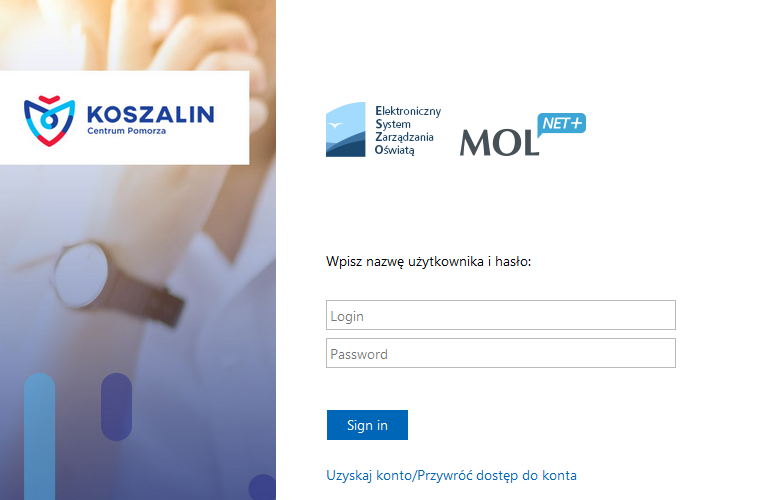 KOSZALIN
Centrum Pomorza
Elektroniczny
System
Zarządzania
Oświatą
MOL
NET+
Wpisz nazwę użytkownika i hasło:
Login
Password
Sign in
Uzyskaj konto/Przywróć dostęp do konta